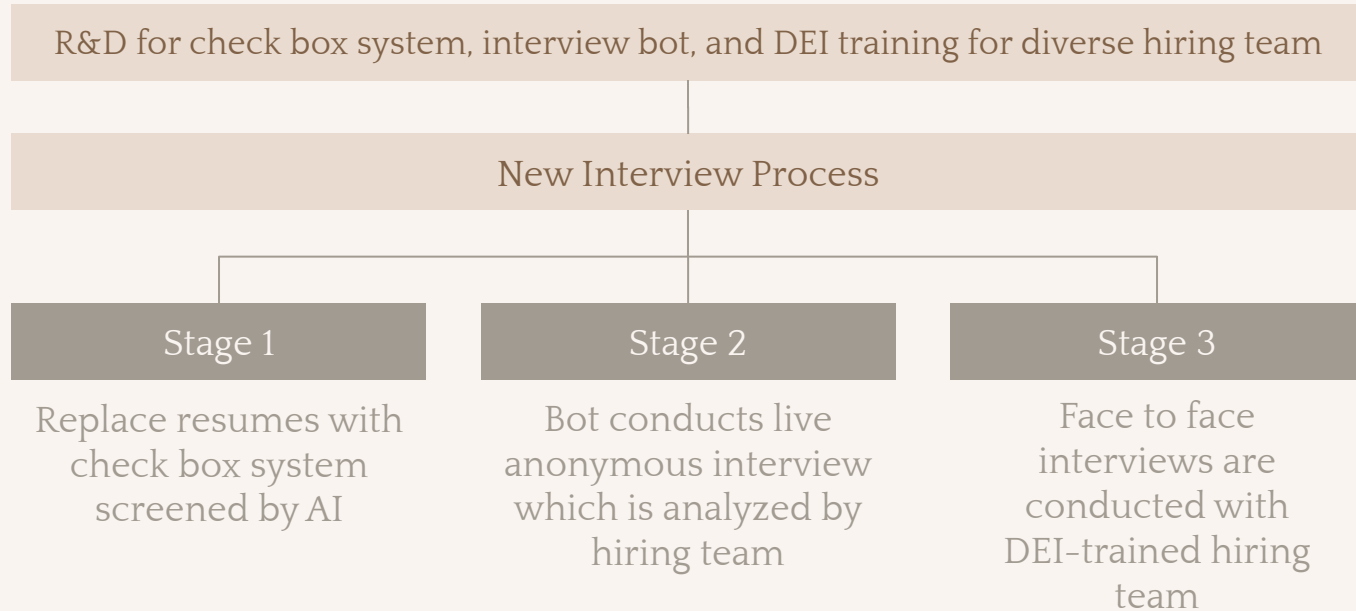 R&D for check box system, interview bot, and DEI training for diverse hiring team
New Interview Process
Stage 1
Replace resumes with
check box system
screened by AI
Stage 2
Bot conducts live
anonymous interview
which is analyzed by
hiring team
Stage 3
Face to face
interviews are
conducted with
DEI-trained hiring
team